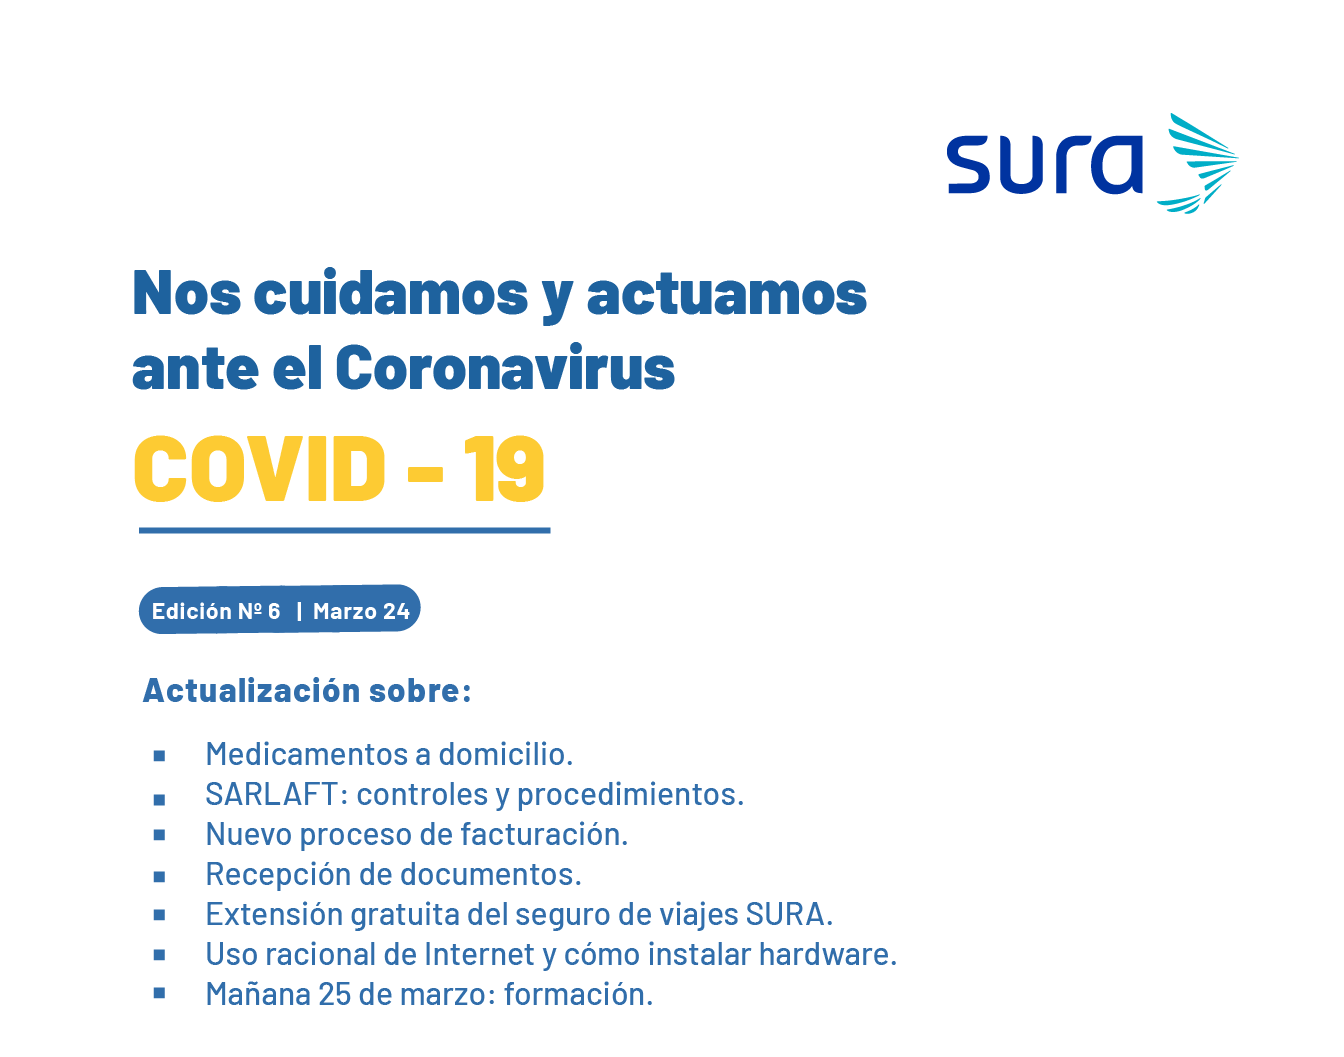 sura
Nos cuidamos y actuamos
ante el Coronavirus
COVID - 19
Edición Nº 6 | Marzo 24
Actualización sobre:
▪ Medicamentos a domicilio.
▪ SARLAFT: controles y procedimientos.
▪ Nuevo proceso de facturación.
▪ Recepción de documentos.
▪ Extensión gratuita del seguro de viajes SURA.
▪ Uso racional de Internet y cómo instalar hardware.
▪ Mañana 25 de marzo: formación.